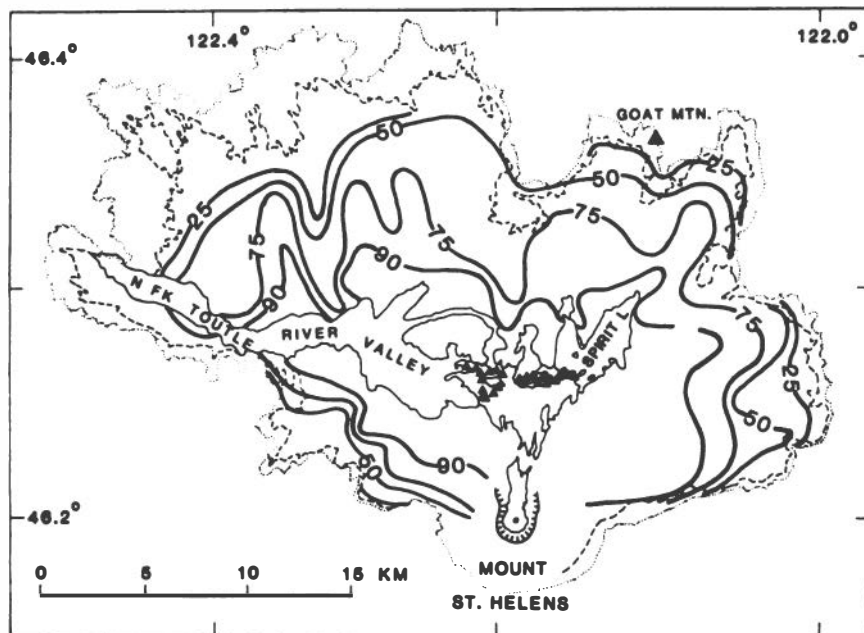 122.4°
122.0°
46.4°
GOAT MTN.
50
25
50
25
75
75
75
90
90
N FK TOUTLE
RIVER
VALLEY
SPIRIT L.
75
25
50
90
50
46.2°
0 5 10 15 KM
MOUNT
ST. HELENS